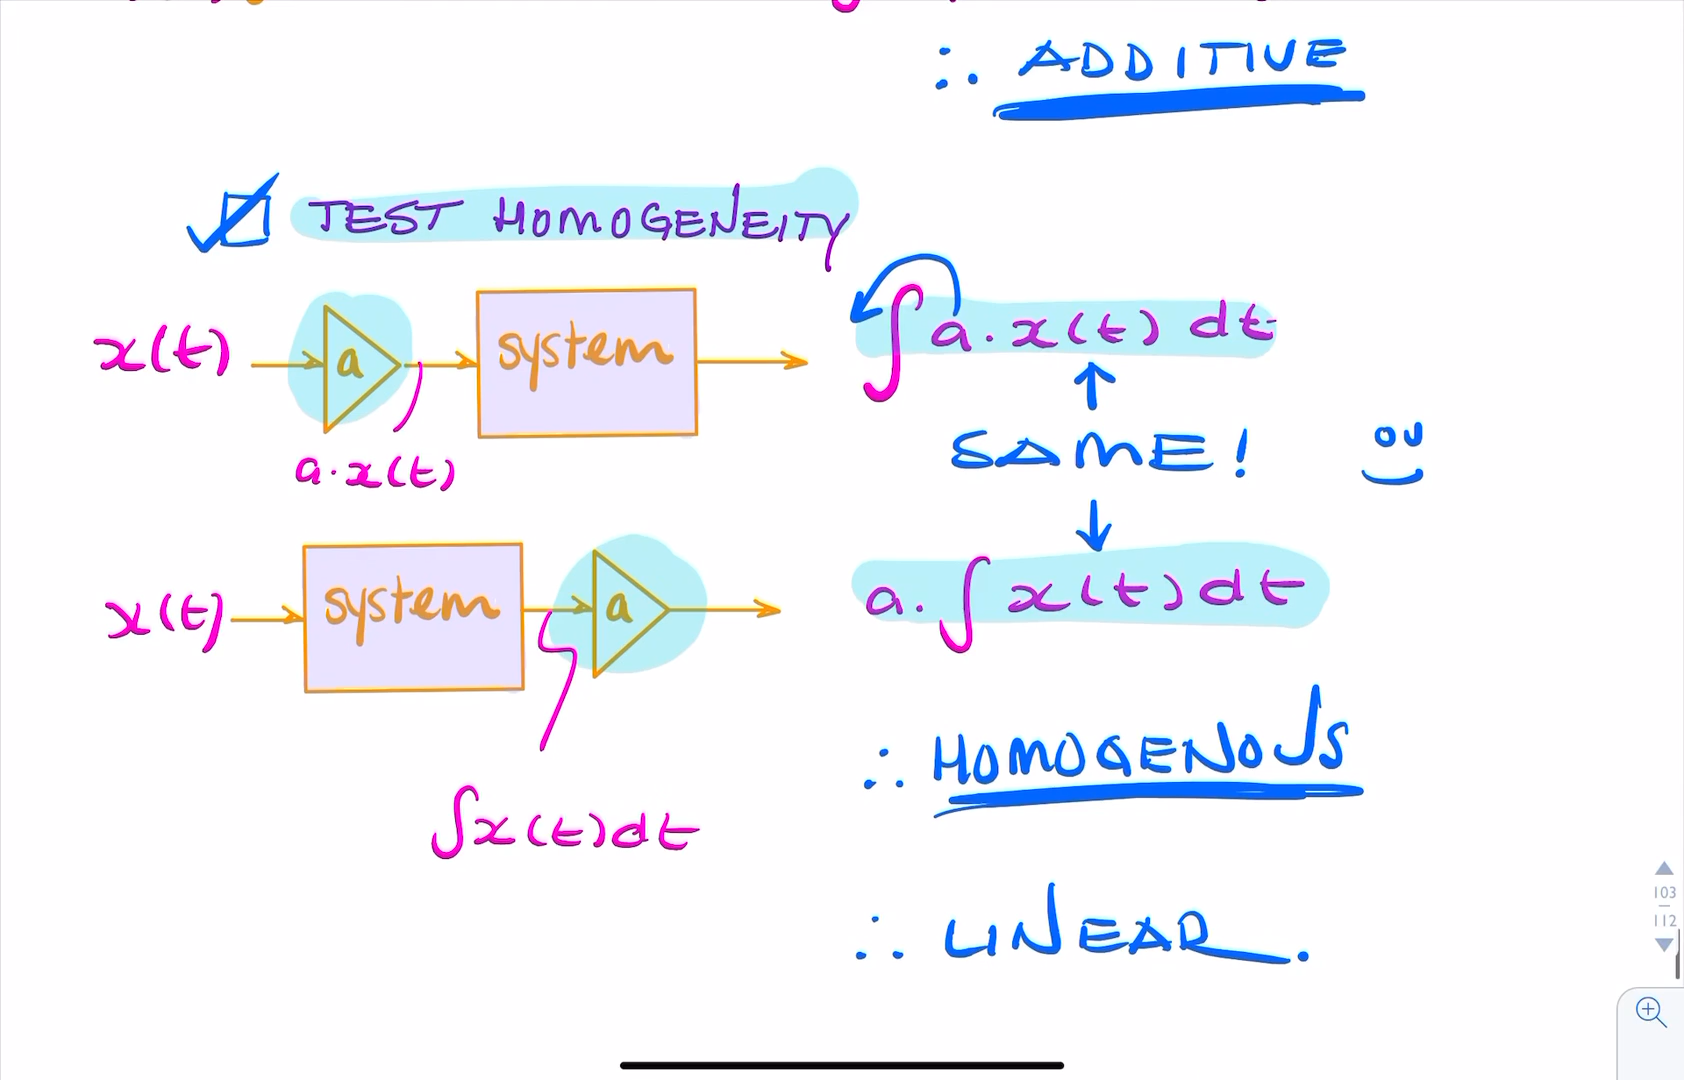 ∴ ADDITIVE
TEST HOMOGENEITY
x(t)
a
system
∫ a · x(t) dt
a · x(t)
SAME!
x(t)
system
a
a · ∫ x(t) dt
∫x(t)dt
∴ HOMOGENOUS
∴ LINEAR.
103
112